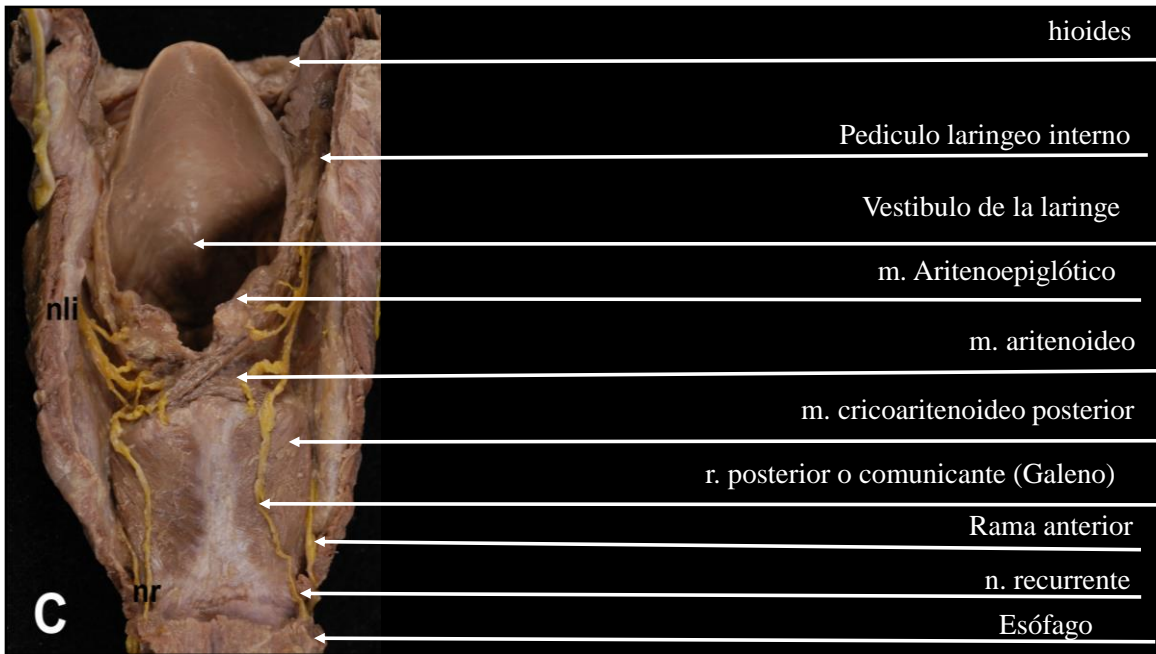 hioides
Pediculo laringeo interno
Vestibulo de la laringe
m. Aritenoepiglótico
nli
m. aritenoideo
m. cricoaritenoideo posterior
r. posterior o comunicante (Galeno)
Rama anterior
n. recurrente
nr
Esófago
C